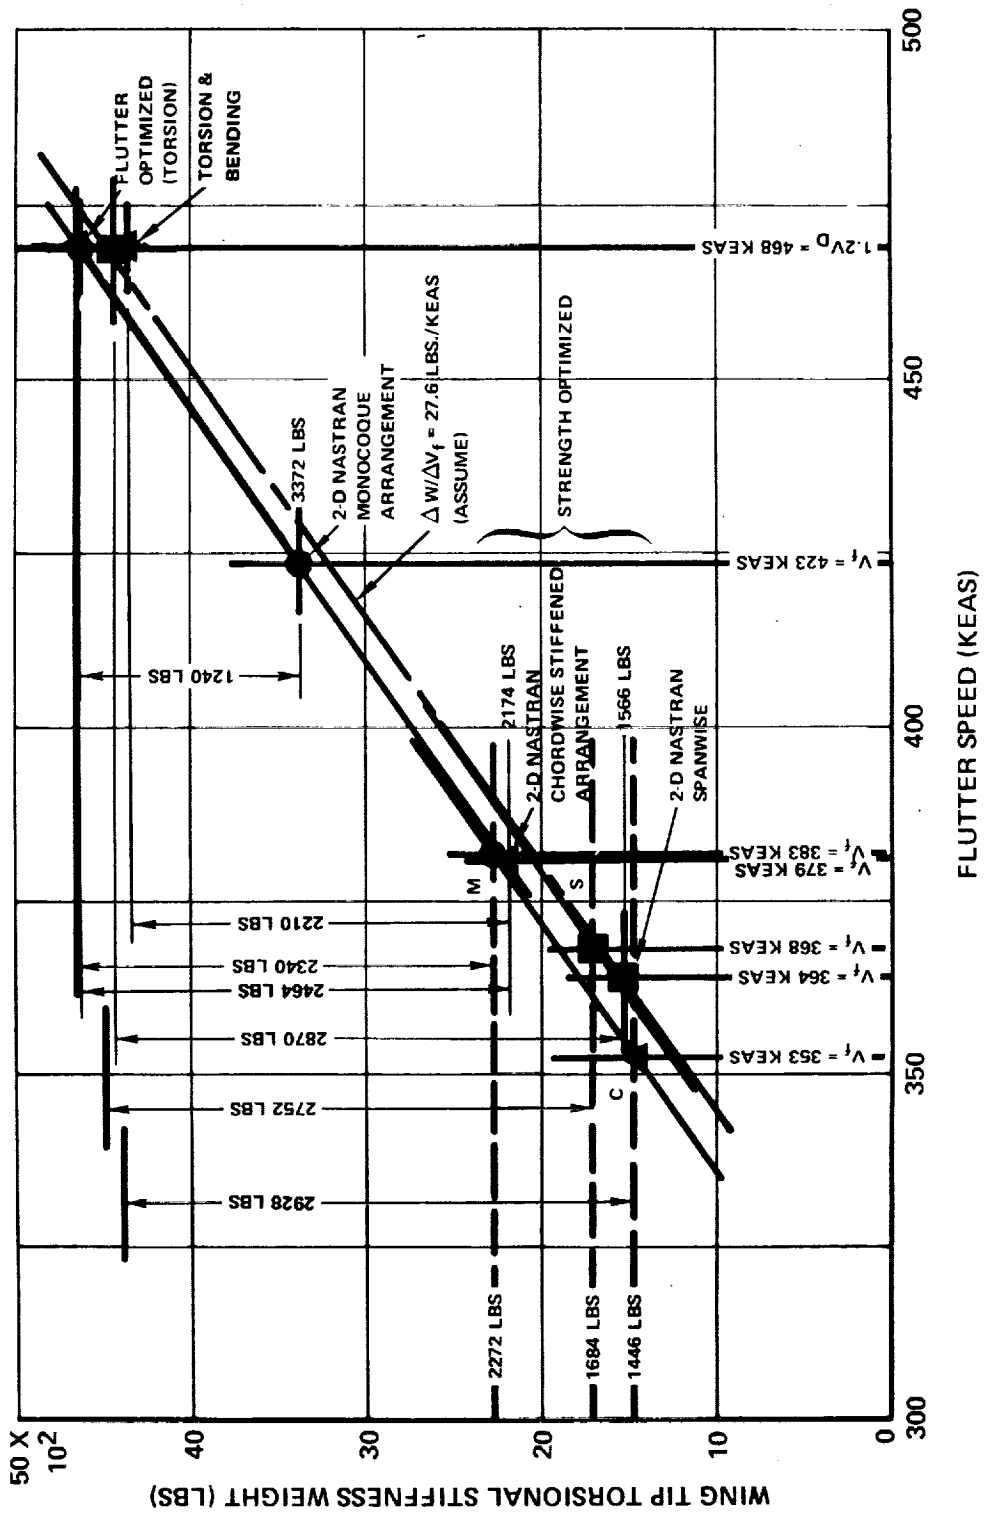 50 X
10²
40
30
20
10
0
WING TIP TORSIONAL STIFFNESS WEIGHT (LBS)
300
350
400
450
500
FLUTTER SPEED (KEAS)
FLUTTER
OPTIMIZED
(TORSION)
TORSION &
BENDING
1.2V_D = 468 KEAS
3372 LBS
2-D NASTRAN
MONOCOQUE
ARRANGEMENT
ΔW/ΔV_f = 27.6 LBS./KEAS
(ASSUME)
STRENGTH OPTIMIZED
V_f = 423 KEAS
1240 LBS
2174 LBS
2-D NASTRAN
CHORDWISE STIFFENED
ARRANGEMENT
1566 LBS
2-D NASTRAN
SPANWISE
M
S
C
V_f = 383 KEAS
V_f = 379 KEAS
V_f = 368 KEAS
V_f = 364 KEAS
V_f = 353 KEAS
2210 LBS
2340 LBS
2464 LBS
2870 LBS
2752 LBS
2928 LBS
2272 LBS
1684 LBS
1446 LBS